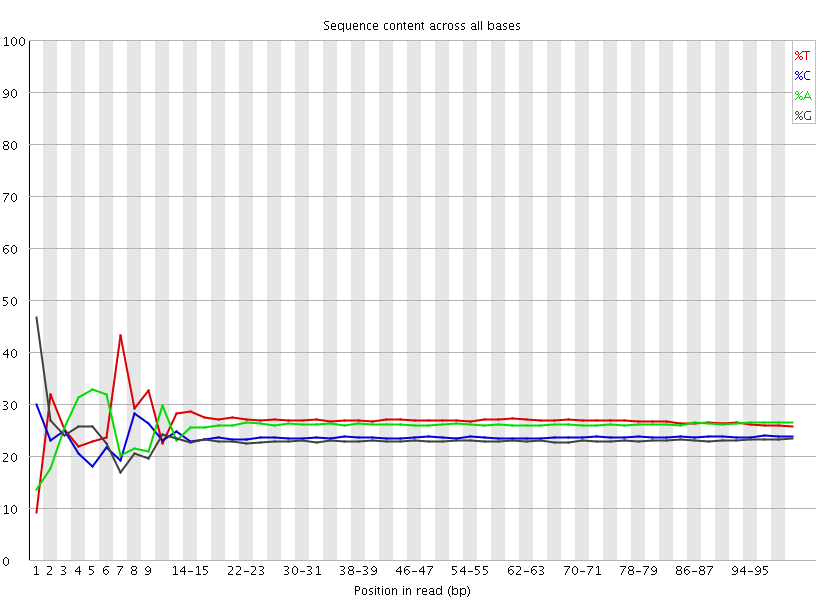 Sequence content across all bases
100
90
80
70
60
50
40
30
20
10
0
%T
%C
%A
%G
1 2 3 4 5 6 7 8 9 14-15 22-23 30-31 38-39 46-47 54-55 62-63 70-71 78-79 86-87 94-95
Position in read (bp)